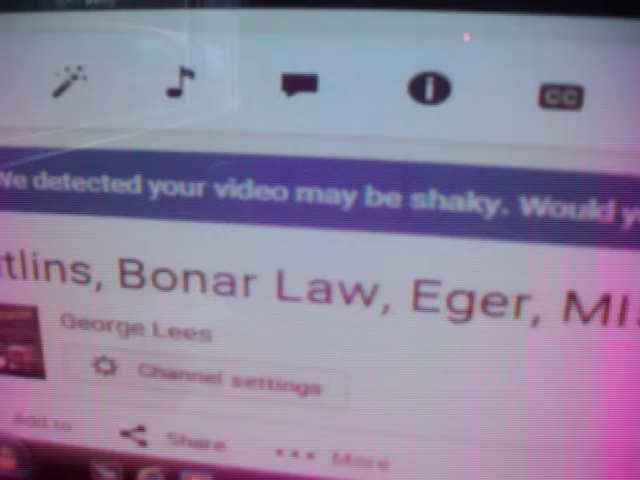 CC
We detected your video may be shaky. Would
tlins, Bonar Law, Eger, MI
George Lees
Channel settings
Add to Share ••• More